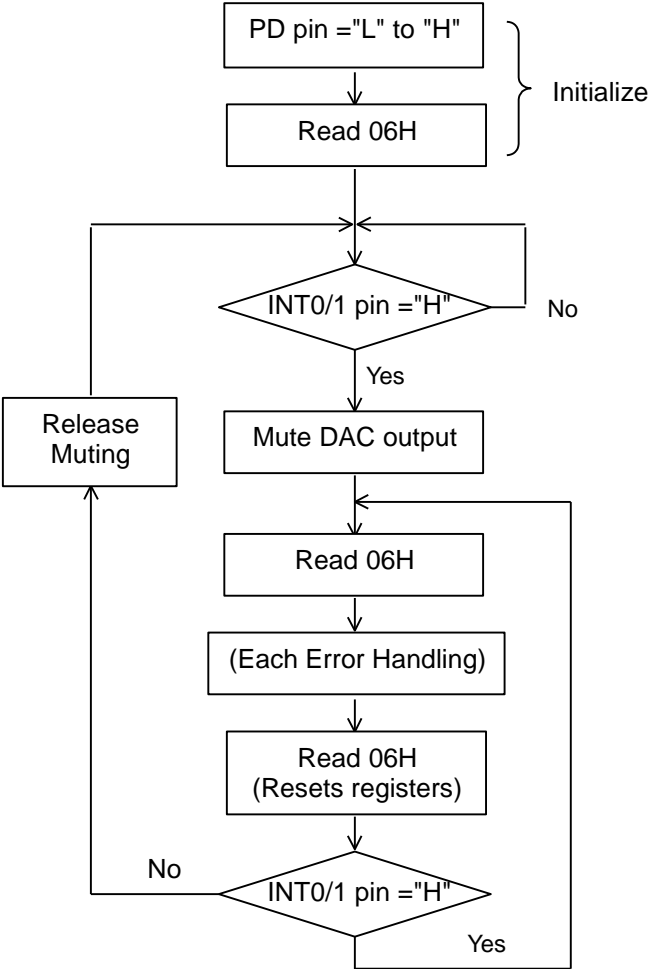 PD pin ="L" to "H"
Initialize
Read 06H
INT0/1 pin ="H"
No
Yes
Release
Muting
Mute DAC output
Read 06H
(Each Error Handling)
Read 06H
(Resets registers)
No
INT0/1 pin ="H"
Yes